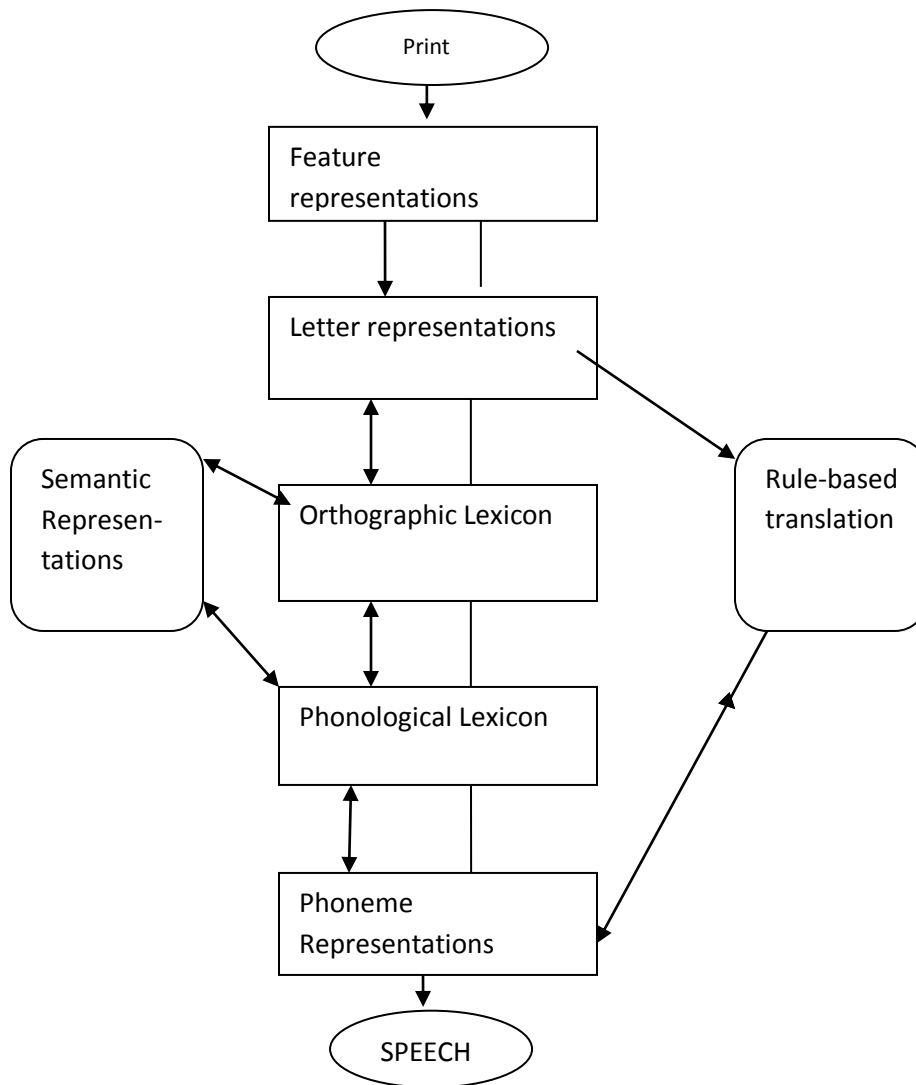 Print
Feature
representations
Letter representations
Semantic
Represen-
tations
Orthographic Lexicon
Rule-based
translation
Phonological Lexicon
Phoneme
Representations
SPEECH